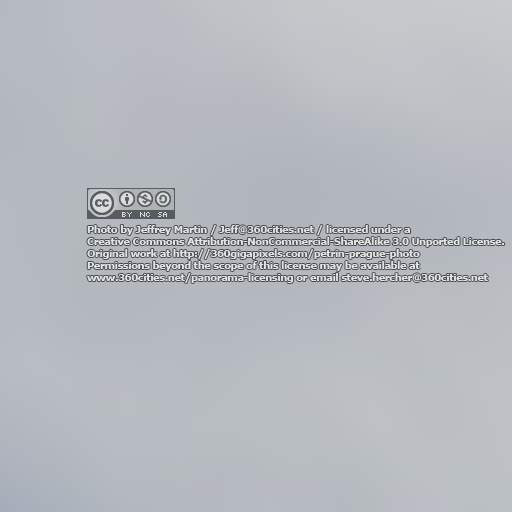 cc
BY NC SA
Photo by Jeffrey Martin / Jeff@360cities.net / licensed under a
Creative Commons Attribution-NonCommercial-ShareAlike 3.0 Unported License.
Original work at http://360gigapixels.com/petrin-prague-photo
Permissions beyond the scope of this license may be available at
www.360cities.net/panorama-licensing or email steve.hercher@360cities.net